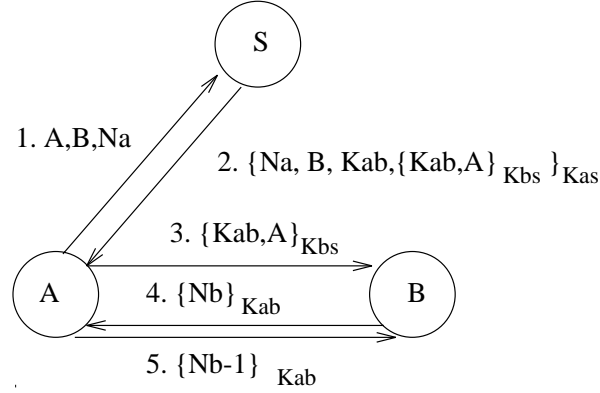 S
1. A,B,Na
2. {Na, B, Kab,{Kab,A}Kbs }Kas
3. {Kab,A}Kbs
A
4. {Nb}Kab
B
5. {Nb-1} Kab